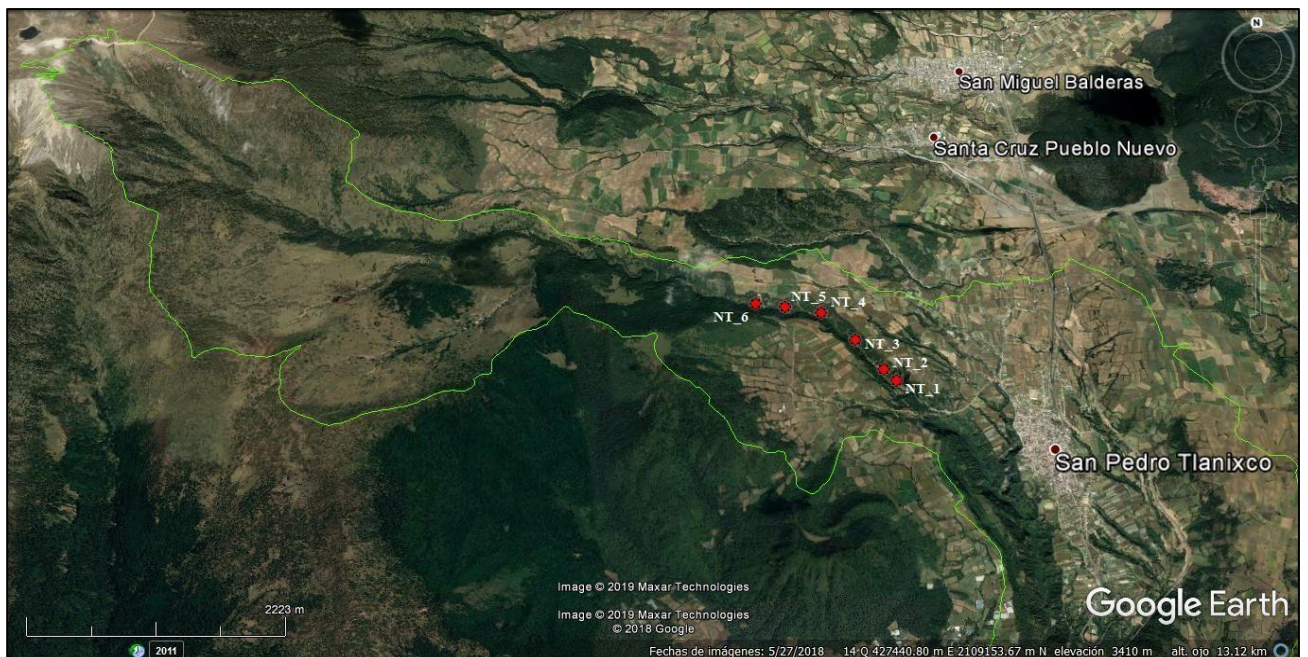 N
San Miguel Balderas
Santa Cruz Pueblo Nuevo
NT_5
NT_4
NT_6
NT_3
NT_2
NT_1
San Pedro Tlanixco
Image © 2019 Maxar Technologies
Image © 2019 Maxar Technologies
© 2018 Google
Google Earth
2223 m
2011
Fechas de imágenes: 5/27/2018 14 Q 427440.80 m E 2109153.67 m N elevación 3410 m alt. ojo 13.12 km